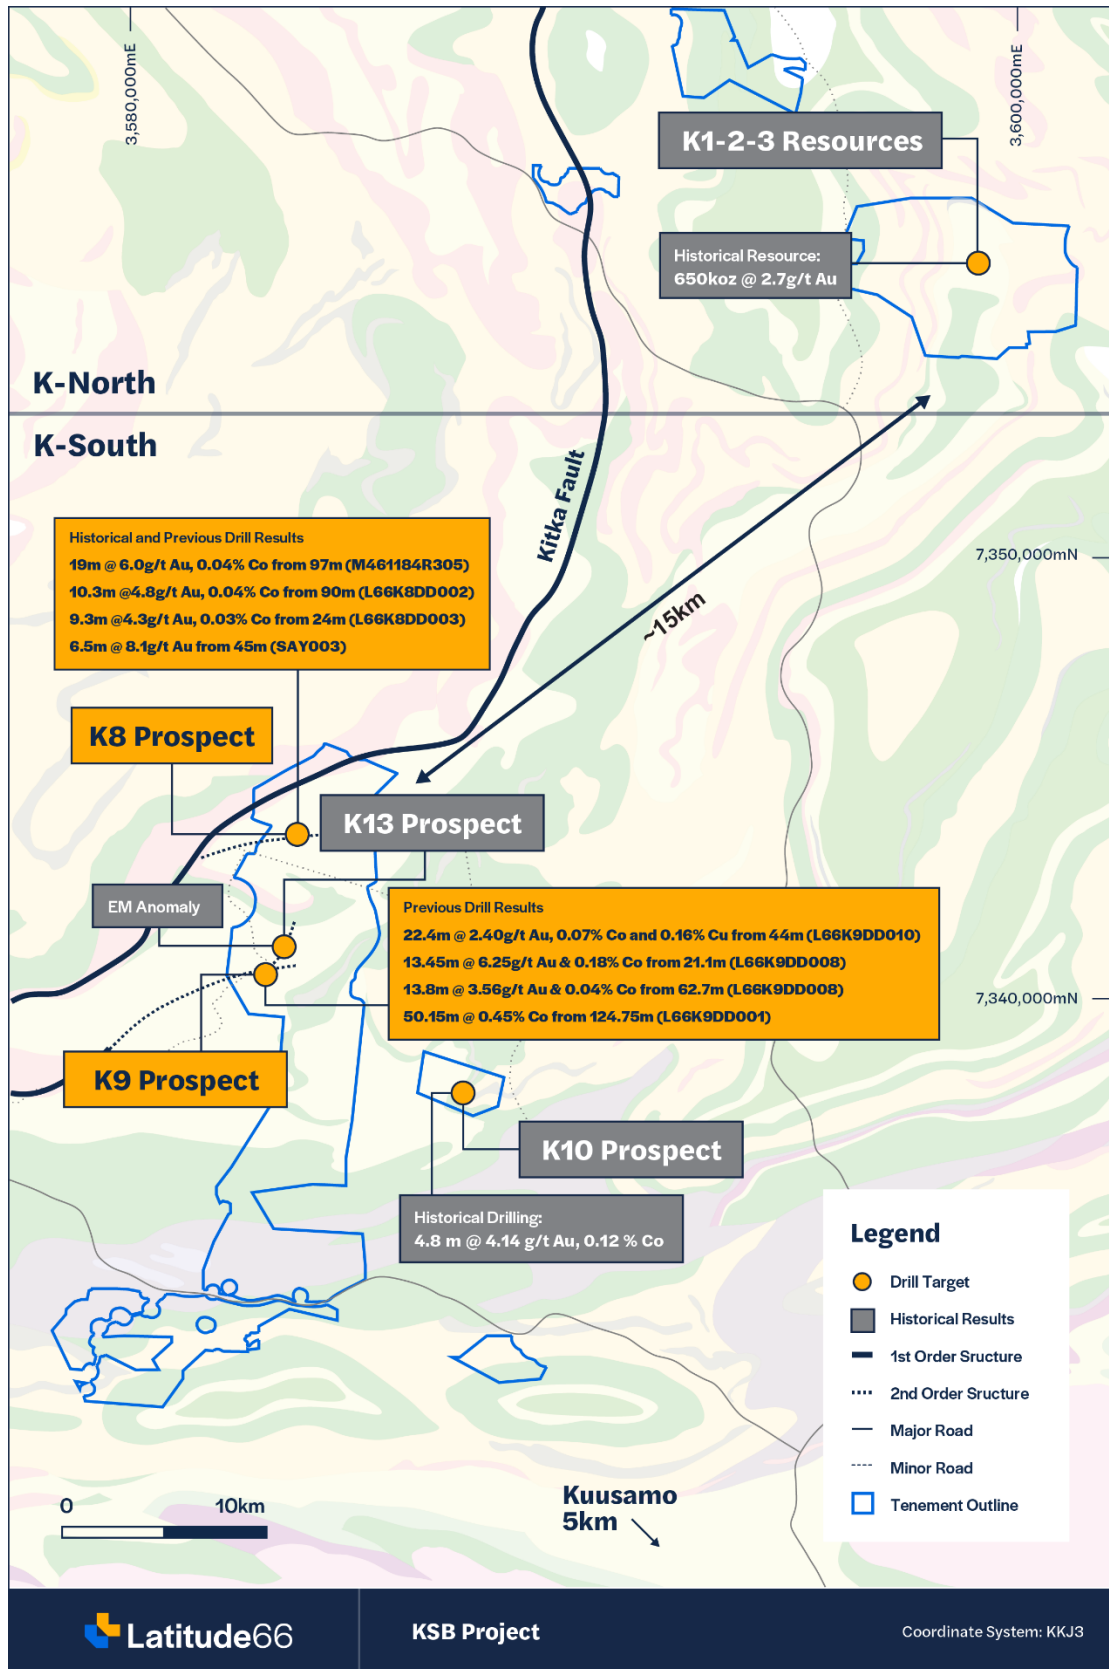 3,580,000mE
3,600,000mE
K1-2-3 Resources
Historical Resource:
650koz @ 2.7g/t Au
K-North
K-South
Kitka Fault
7,350,000mN
Historical and Previous Drill Results
19m @ 6.0g/t Au, 0.04% Co from 97m (M461184R305)
10.3m @4.8g/t Au, 0.04% Co from 90m (L66K8DD002)
9.3m @4.3g/t Au, 0.03% Co from 24m (L66K8DD003)
6.5m @ 8.1g/t Au from 45m (SAY003)
~15km
K8 Prospect
K13 Prospect
EM Anomaly
Previous Drill Results
22.4m @ 2.40g/t Au, 0.07% Co and 0.16% Cu from 44m (L66K9DD010)
13.45m @ 6.25g/t Au & 0.18% Co from 21.1m (L66K9DD008)
13.8m @ 3.56g/t Au & 0.04% Co from 62.7m (L66K9DD008)
50.15m @ 0.45% Co from 124.75m (L66K9DD001)
7,340,000mN
K9 Prospect
K10 Prospect
Historical Drilling:
4.8 m @ 4.14 g/t Au, 0.12 % Co
Legend
Drill Target
Historical Results
1st Order Sructure
2nd Order Sructure
Major Road
Minor Road
Tenement Outline
0 10km
Kuusamo
5km
Latitude66
KSB Project
Coordinate System: KKJ3